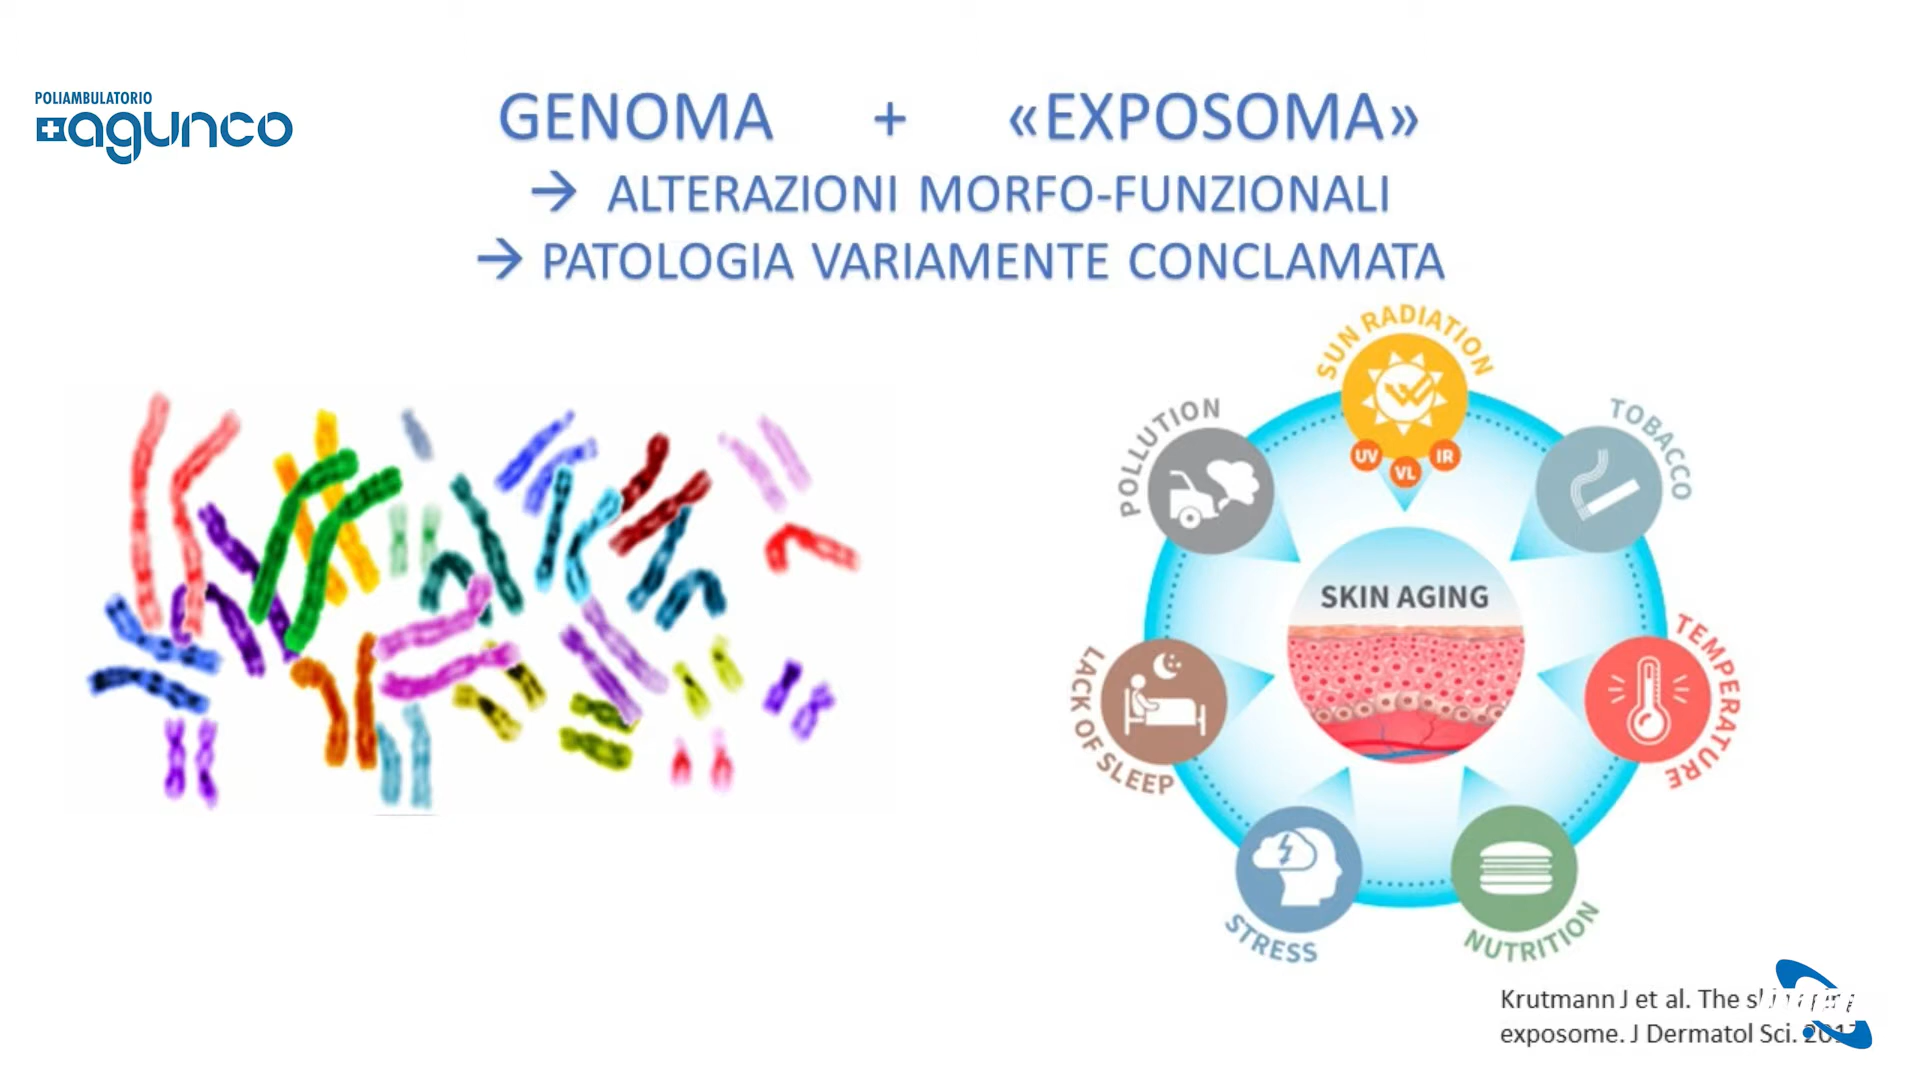 POLIAMBULATORIO
agunco
GENOMA + «EXPOSOMA»
→ ALTERAZIONI MORFO-FUNZIONALI
→ PATOLOGIA VARIAMENTE CONCLAMATA
SUN RADIATION
UV
VL
IR
POLLUTION
TOBACCO
SKIN AGING
LACK OF SLEEP
TEMPERATURE
STRESS
NUTRITION
Krutmann J et al. The
exposome. J Dermatol Sci.